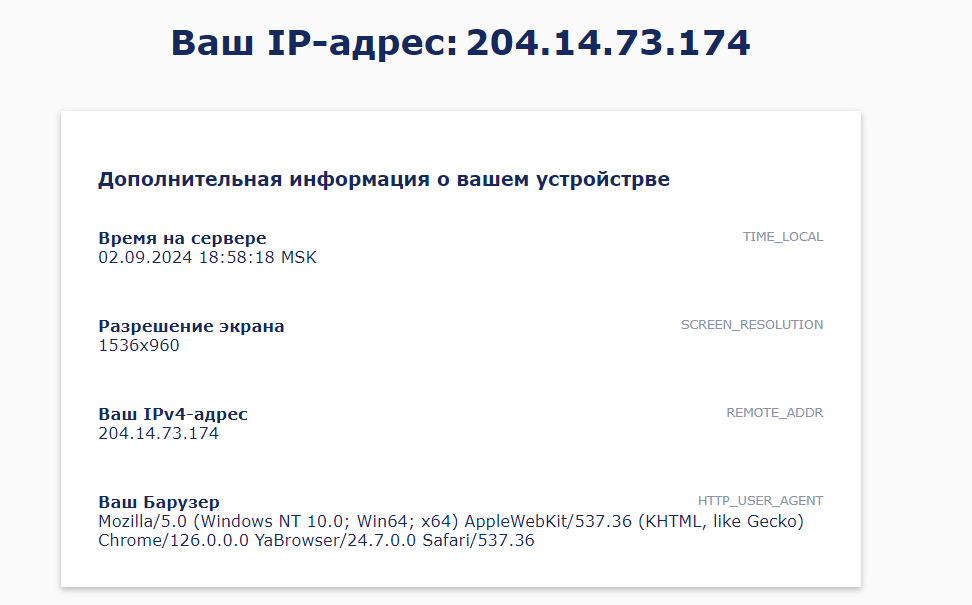 Ваш IP-адрес: 204.14.73.174
Дополнительная информация о вашем устройстрве
Время на сервере TIME_LOCAL
02.09.2024 18:58:18 MSK
Разрешение экрана SCREEN_RESOLUTION
1536x960
Ваш IPv4-адрес REMOTE_ADDR
204.14.73.174
Ваш Барузер HTTP_USER_AGENT
Mozilla/5.0 (Windows NT 10.0; Win64; x64) AppleWebKit/537.36 (KHTML, like Gecko)
Chrome/126.0.0.0 YaBrowser/24.7.0.0 Safari/537.36